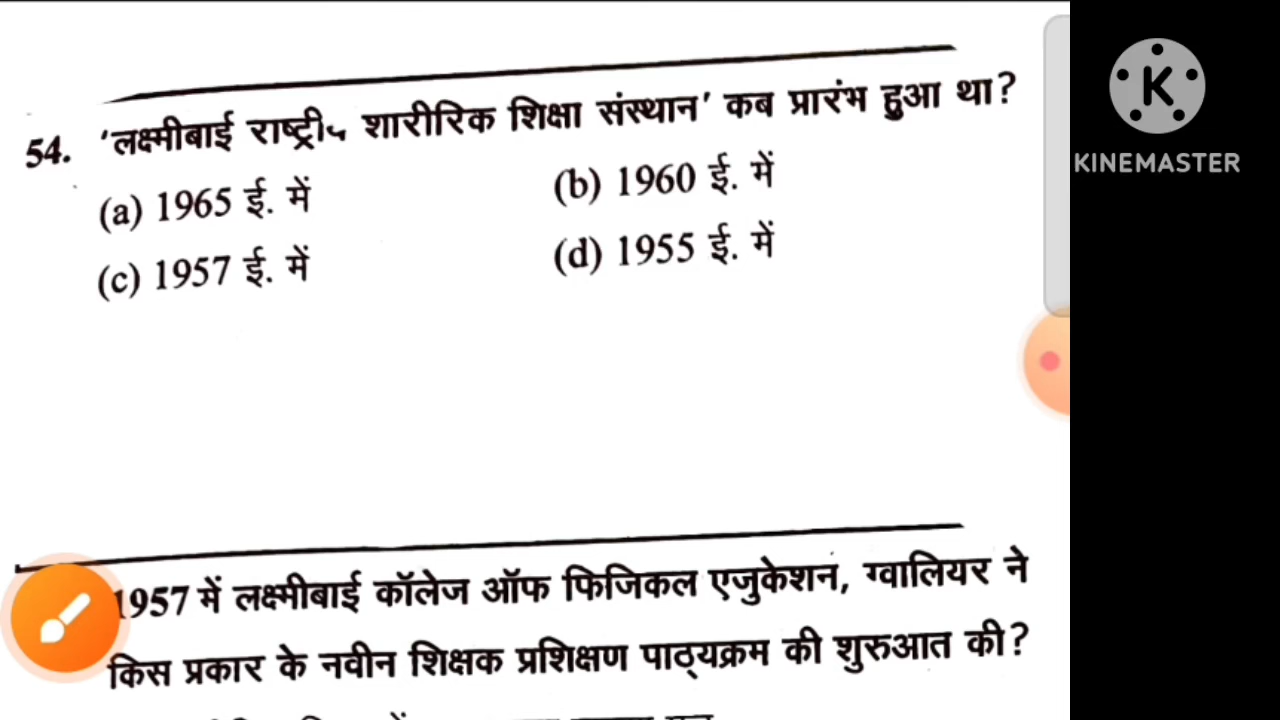 54. 'लक्ष्मीबाई राष्ट्रीय शारीरिक शिक्षा संस्थान' कब प्रारंभ हुआ था?
(a) 1965 ई. में (b) 1960 ई. में
(c) 1957 ई. में (d) 1955 ई. में
1957 में लक्ष्मीबाई कॉलेज ऑफ फिजिकल एजुकेशन, ग्वालियर ने
किस प्रकार के नवीन शिक्षक प्रशिक्षण पाठ्यक्रम की शुरुआत की?
K
KINEMASTER